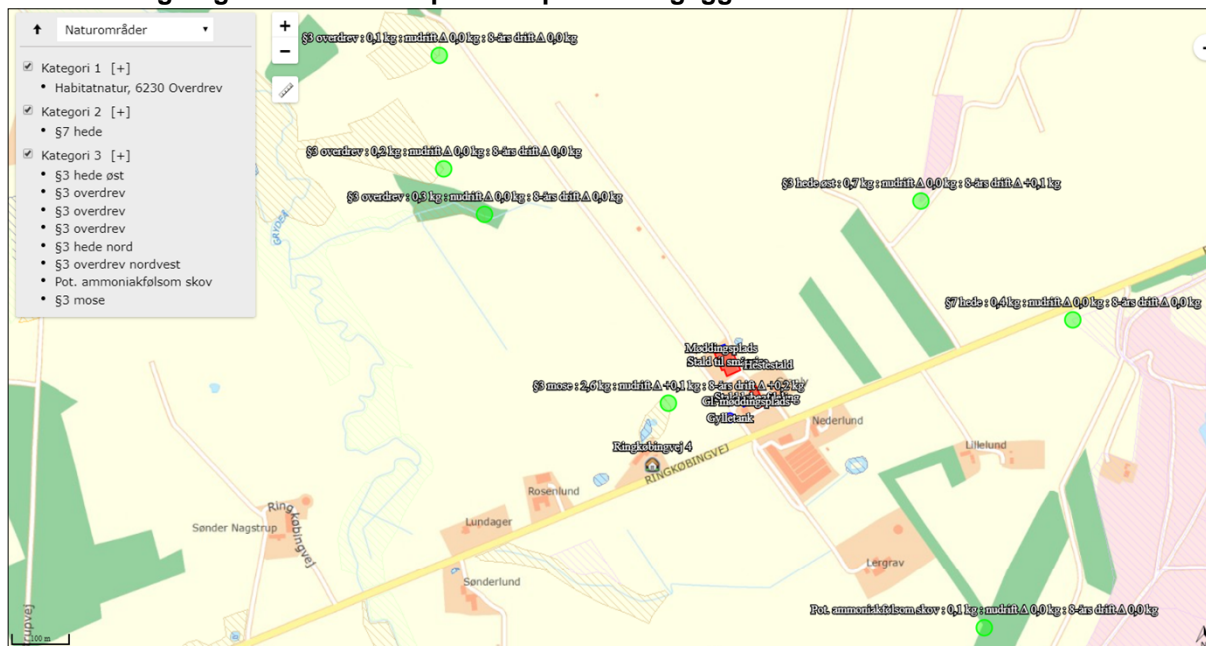 Naturområder
Kategori 1 [+]
Habitatnatur, 6230 Overdrev
Kategori 2 [+]
§7 hede
Kategori 3 [+]
§3 hede øst
§3 overdrev
§3 overdrev
§3 overdrev
§3 hede nord
§3 overdrev nordvest
Pot. ammoniakfølsom skov
§3 mose
+
−
§3 overdrev : 0,1 kg : nudrift Δ 0,0 kg : 8-års drift Δ 0,0 kg
§3 overdrev : 0,2 kg : nudrift Δ 0,0 kg : 8-års drift Δ 0,0 kg
§3 hede øst : 0,7 kg : nudrift Δ 0,0 kg : 8-års drift Δ +0,1 kg
§3 overdrev : 0,3 kg : nudrift Δ 0,0 kg : 8-års drift Δ 0,0 kg
GRYDEÅ
§7 hede : 0,4 kg : nudrift Δ 0,0 kg : 8-års drift Δ 0,0 kg
Møddingsplads
Stald til
Hestestald
§3 mose : 2,6 kg : nudrift Δ +0,1 kg : 8-års drift Δ +0,2 kg
Gl møddingsplads
Gylletank
Nederlund
Ringkøbingvej 4
Lillelund
RINGKØBINGVEJ
Rosenlund
Ringkøbingvej
Sønder Nagstrup
Lundager
Lergrav
Sønderlund
Pot. ammoniakfølsom skov : 0,1 kg : nudrift Δ 0,0 kg : 8-års drift Δ 0,0 kg
100 m